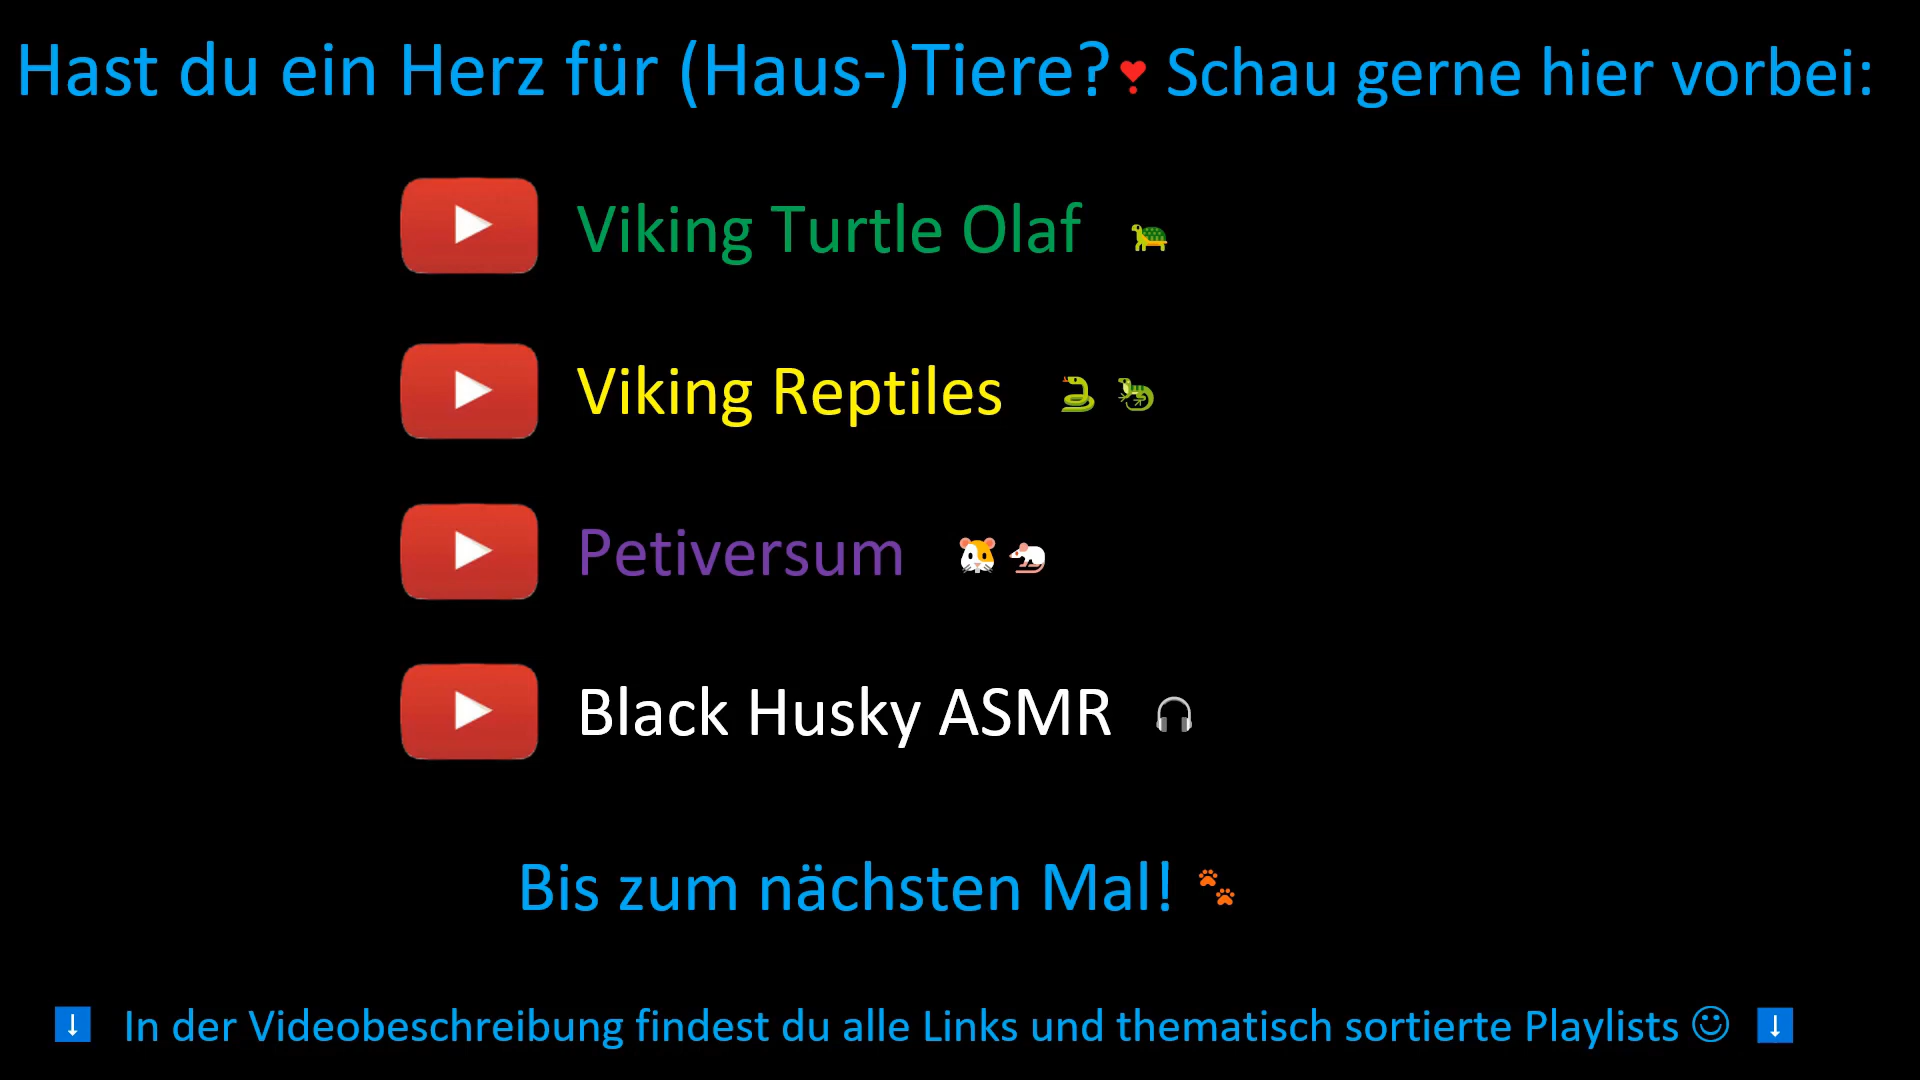 Hast du ein Herz für (Haus-)Tiere?❣ Schau gerne hier vorbei:
Viking Turtle Olaf 🐢
Viking Reptiles 🐍 🦎
Petiversum 🐹 🐁
Black Husky ASMR 🎧
Bis zum nächsten Mal! 🐾
⬇ In der Videobeschreibung findest du alle Links und thematisch sortierte Playlists ☺ ⬇